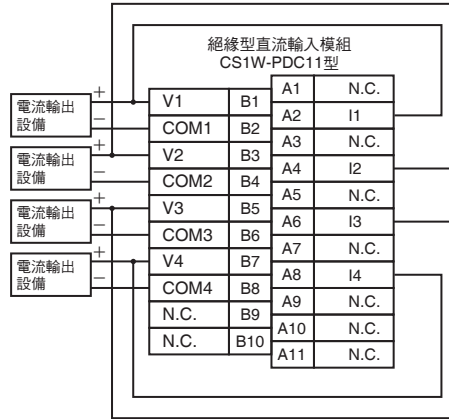 絕緣型直流輸入模組
CS1W-PDC11型
電流輸出
設備
+
−
電流輸出
設備
+
−
電流輸出
設備
+
−
電流輸出
設備
+
−
V1 B1
COM1 B2
V2 B3
COM2 B4
V3 B5
COM3 B6
V4 B7
COM4 B8
N.C. B9
N.C. B10
A1 N.C.
A2 I1
A3 N.C.
A4 I2
A5 N.C.
A6 I3
A7 N.C.
A8 I4
A9 N.C.
A10 N.C.
A11 N.C.